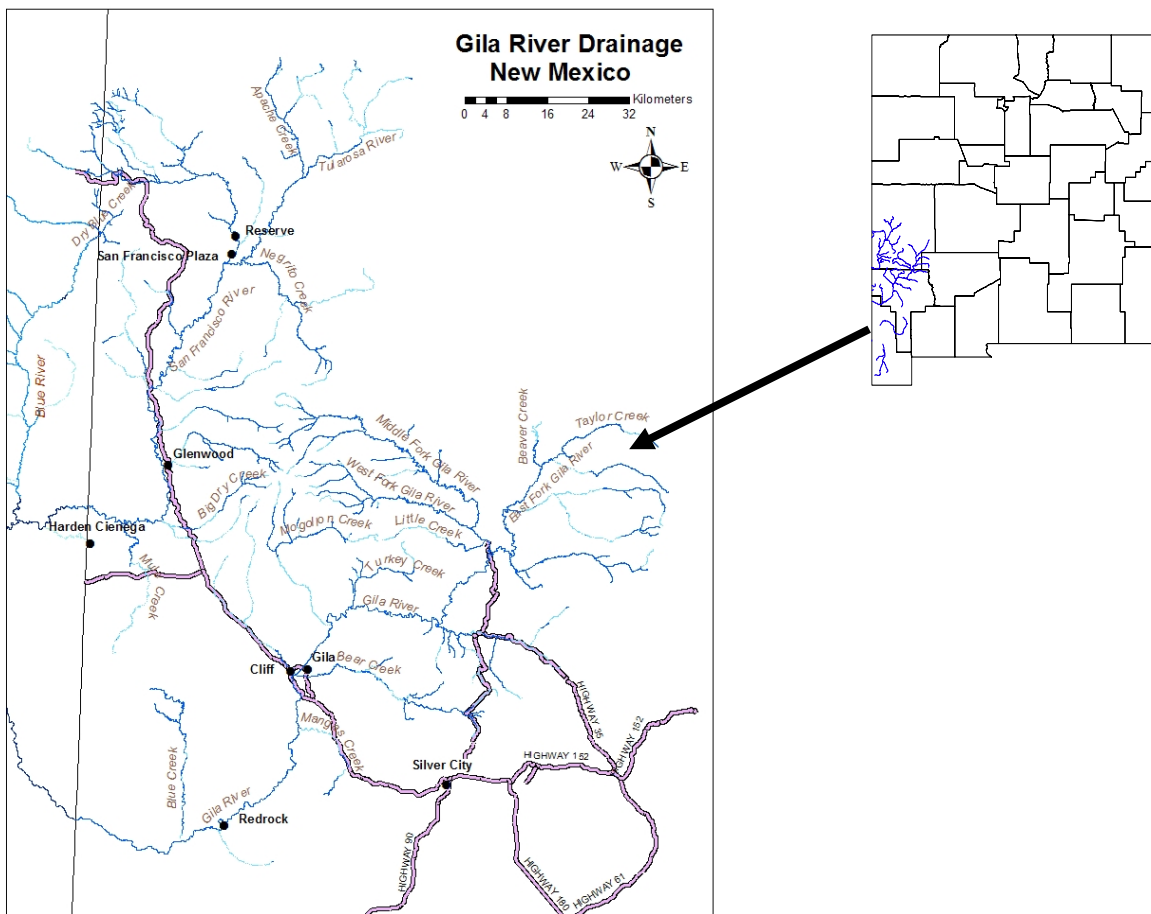 Gila River Drainage
New Mexico
Kilometers
0 4 8 16 24 32
N
W E
S
Apache Creek
Tularosa River
Dry Blue Creek
Reserve
San Francisco Plaza
Negrito Creek
San Francisco River
Blue River
Middle Fork Gila River
Beaver Creek
Taylor Creek
East Fork Gila River
Glenwood
West Fork Gila River
Big Dry Creek
Harden Cienega
Mogollon Creek
Little Creek
Mule Creek
Turkey Creek
Gila River
Cliff
Gila
Bear Creek
HIGHWAY 35
HIGHWAY 152
Mangas Creek
HIGHWAY 152
Silver City
Blue Creek
Gila River
Redrock
HIGHWAY 90
HIGHWAY 180
HIGHWAY 61